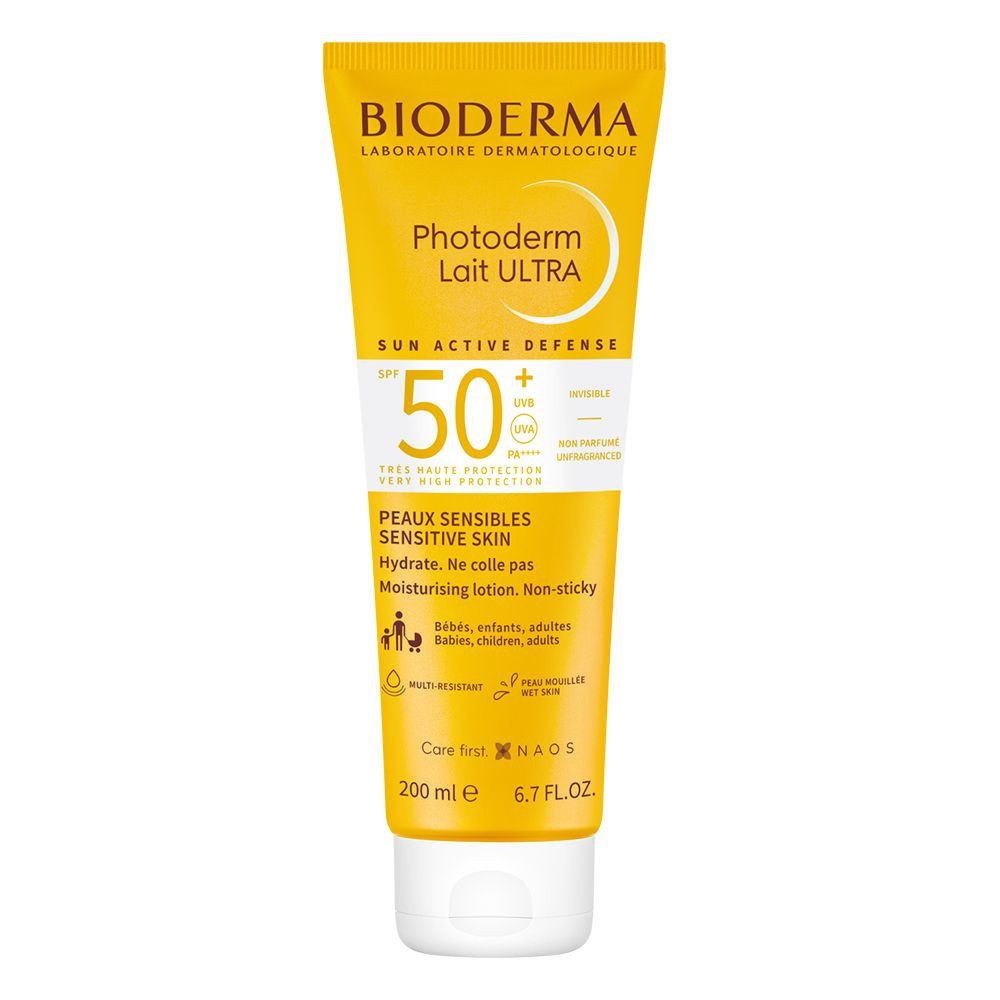 BIODERMA
LABORATOIRE DERMATOLOGIQUE
Photoderm
Lait ULTRA
SUN ACTIVE DEFENSE
SPF 50+
UVB
UVA
PA++++
INVISIBLE
NON PARFUMÉ
UNFRAGRANCED
TRÈS HAUTE PROTECTION
VERY HIGH PROTECTION
PEAUX SENSIBLES
SENSITIVE SKIN
Hydrate. Ne colle pas
Moisturising lotion. Non-sticky
Bébés, enfants, adultes
Babies, children, adults
MULTI-RESISTANT
PEAU MOUILLÉE
WET SKIN
Care first. NAOS
200 ml e 6.7 FL.OZ.